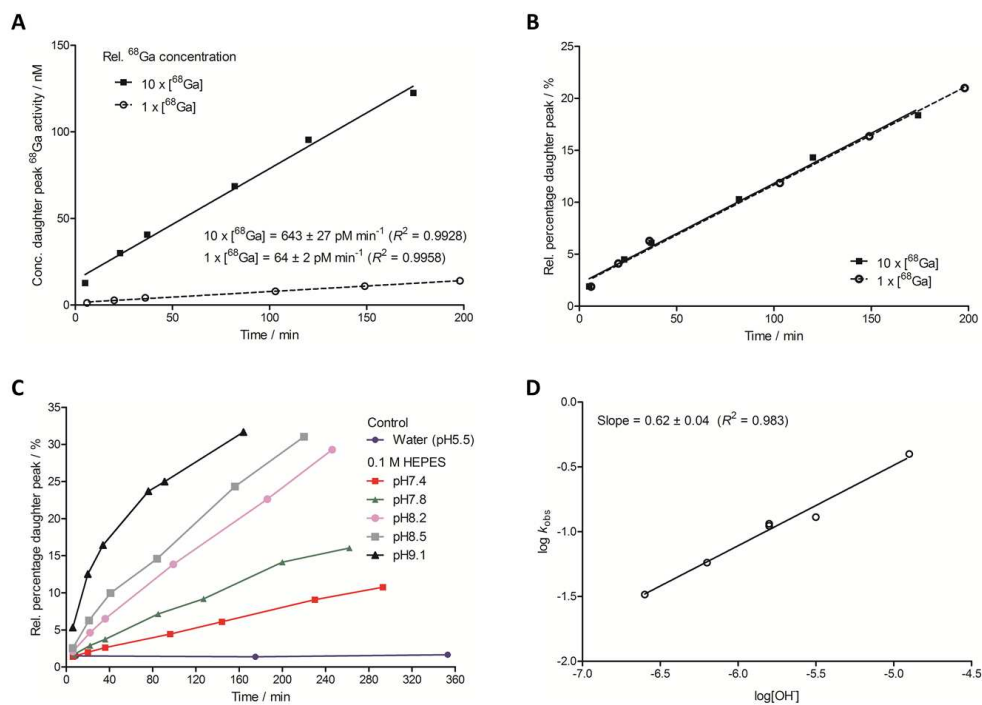 A
Conc. daughter peak ⁶⁸Ga activity / nM
150
100
50
0
Rel. ⁶⁸Ga concentration
10 x [⁶⁸Ga]
1 x [⁶⁸Ga]
10 x [⁶⁸Ga] = 643 ± 27 pM min⁻¹ (R² = 0.9928)
1 x [⁶⁸Ga] = 64 ± 2 pM min⁻¹ (R² = 0.9958)
0 50 100 150 200
Time / min
B
Rel. percentage daughter peak / %
25
20
15
10
5
0
10 x [⁶⁸Ga]
1 x [⁶⁸Ga]
0 50 100 150 200
Time / min
C
Rel. percentage daughter peak / %
35
30
25
20
15
10
5
0
Control
Water (pH5.5)
0.1 M HEPES
pH7.4
pH7.8
pH8.2
pH8.5
pH9.1
0 40 80 120 160 200 240 280 320 360
Time / min
D
log k_obs
0.0
-0.5
-1.0
-1.5
-2.0
Slope = 0.62 ± 0.04 (R² = 0.983)
-7.0 -6.5 -6.0 -5.5 -5.0 -4.5
log[OH⁻]